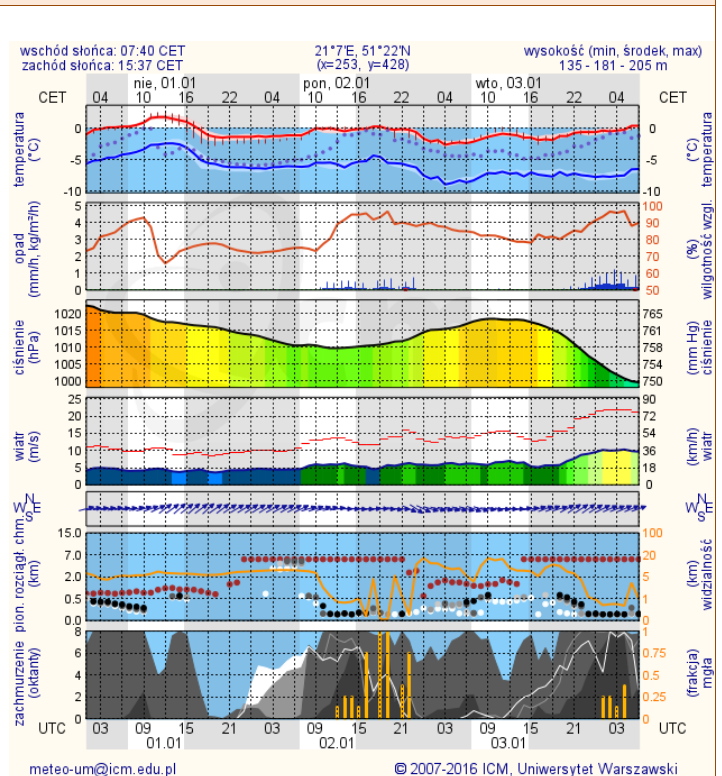 wschód słońca: 07:40 CET 21°7'E, 51°22'N wysokość (min, środek, max)
zachód słońca: 15:37 CET (x=253, y=428) 135 - 181 - 205 m
nie, 01.01 pon, 02.01 wto, 03.01
CET 04 10 16 22 04 10 14 21 04 10 16 22 04 CET
temperatura (°C)
0 0
-5 -5
-10 -10
temperatura (°C)
opad (mm/h, kg/m²/h)
5 100
4 90
3 80
2 70
1 60
0 50
(%) wilgotność wzgl.
ciśnienie (hPa)
1020 765
1015 761
1010 758
1005 754
1000 750
(mm Hg) ciśnienie
wiatr (m/s)
25 90
20 72
15 54
10 36
5 18
0 0
(km/h) wiatr
W N E S W N E S
pion. rozciągł. chm. (km)
15.0 100
7.0 20
2.0 5
0.5 1
0.0 0
(km) widzialność
zachmurzenie (oktanty)
8 1
6 0.75
4 0.5
2 0.25
0 0
(frakcja) mgła
UTC 03 09 15 21 03 09 15 21 03 09 15 21 03 UTC
01.01 02.01 03.01
meteo-um@icm.edu.pl © 2007-2016 ICM, Uniwersytet Warszawski